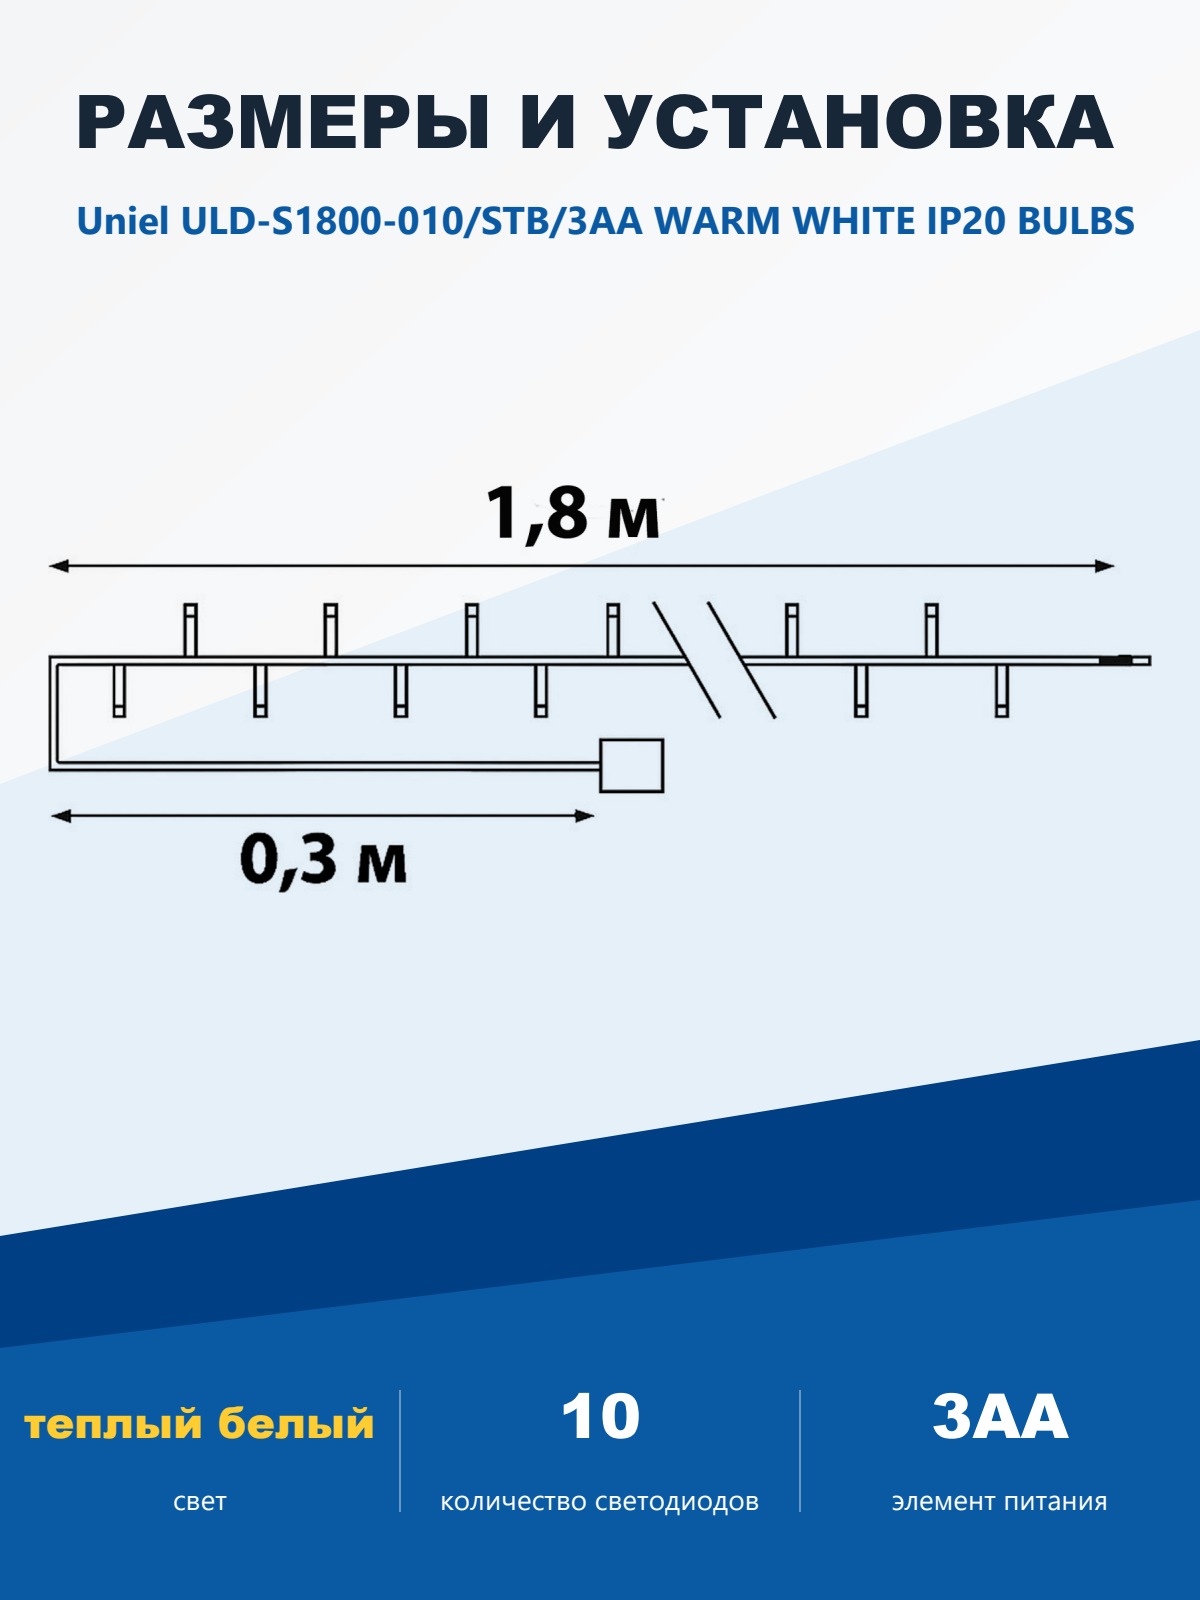 РАЗМЕРЫ И УСТАНОВКА
Uniel ULD-S1800-010/STB/3AA WARM WHITE IP20 BULBS
1,8 м
0,3 м
теплый белый
10
3AA
свет
количество светодиодов
элемент питания